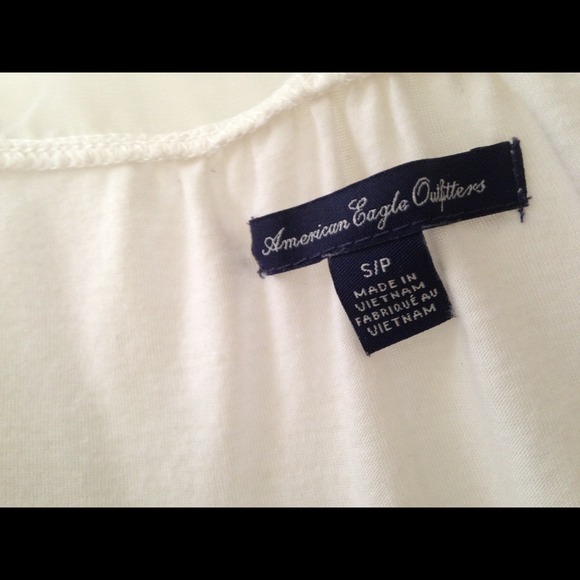 American Eagle Outfitters
S/P
MADE IN
VIETNAM
FABRIQUÉ AU
VIETNAM